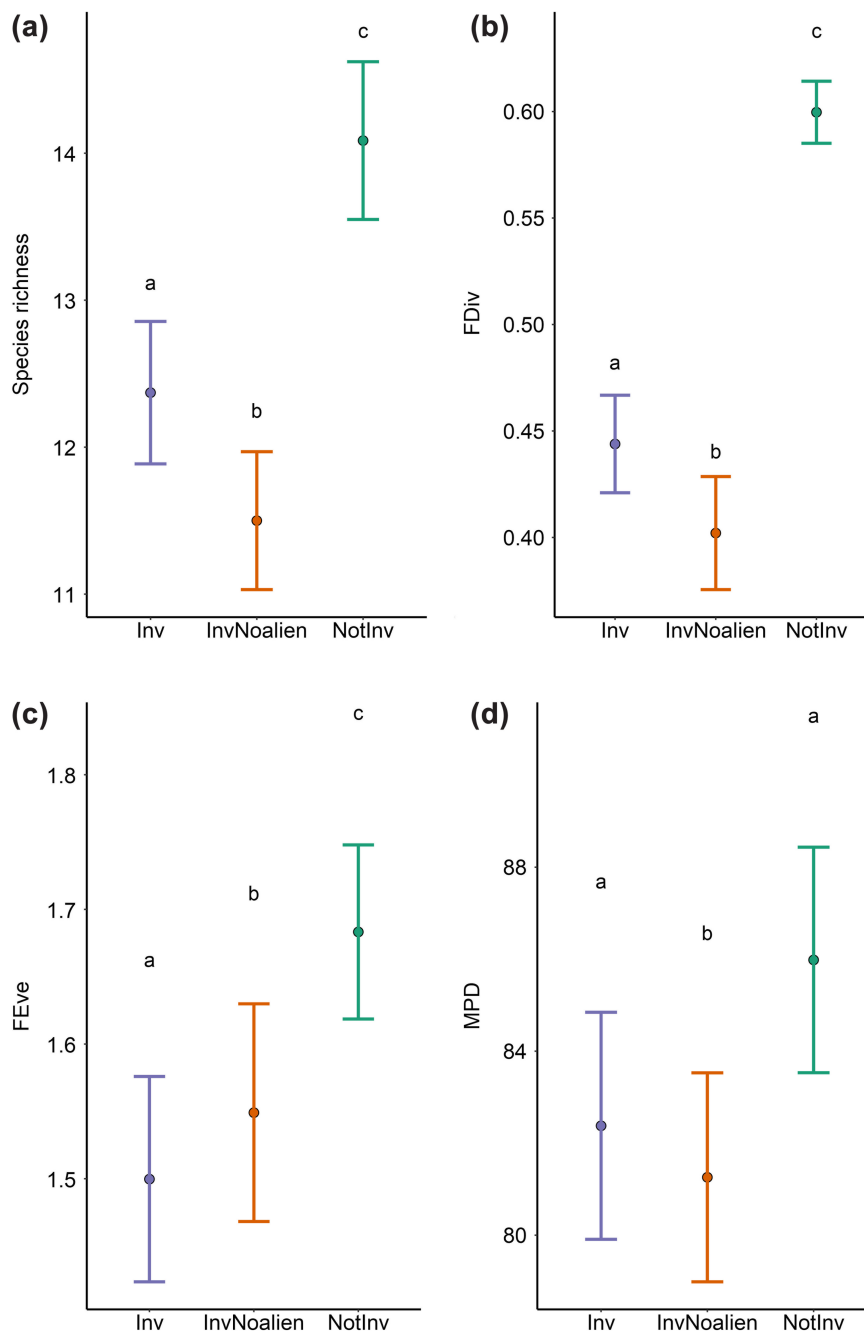 (a)
c
14
a
13
Species richness
b
12
11
Inv InvNoalien NotInv
(b)
c
0.60
0.55
0.50
FDiv
a
0.45
b
0.40
Inv InvNoalien NotInv
(c)
c
1.8
b
1.7
a
FEve
1.6
1.5
Inv InvNoalien NotInv
(d)
a
88
a
b
MPD
84
80
Inv InvNoalien NotInv